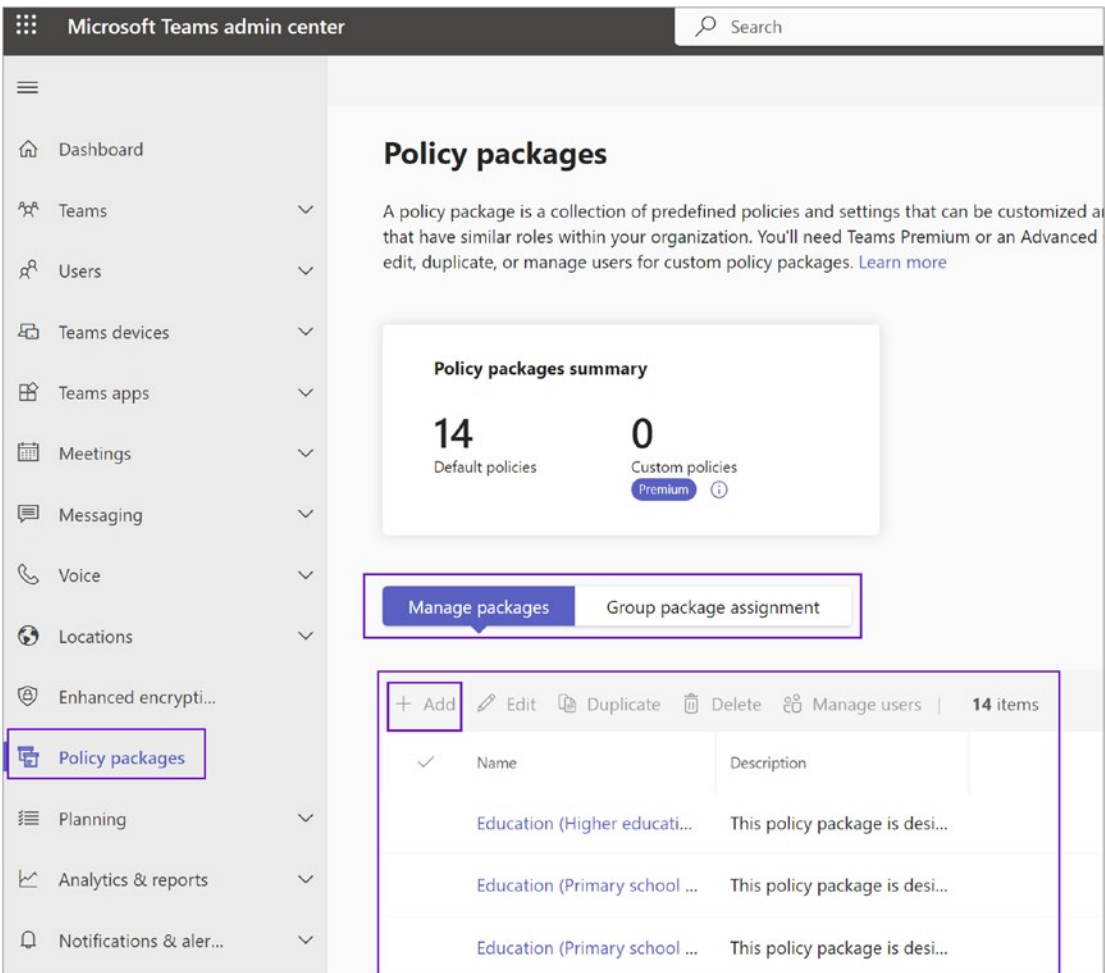 Microsoft Teams admin center
Search
Dashboard
Teams
Users
Teams devices
Teams apps
Meetings
Messaging
Voice
Locations
Enhanced encrypti...
Policy packages
Planning
Analytics & reports
Notifications & aler...
Policy packages
A policy package is a collection of predefined policies and settings that can be customized a
that have similar roles within your organization. You'll need Teams Premium or an Advanced
edit, duplicate, or manage users for custom policy packages. Learn more
Policy packages summary
14 0
Default policies Custom policies
Premium
Manage packages Group package assignment
+ Add Edit Duplicate Delete Manage users | 14 items
Name Description
Education (Higher educati... This policy package is desi...
Education (Primary school ... This policy package is desi...
Education (Primary school ... This policy package is desi...